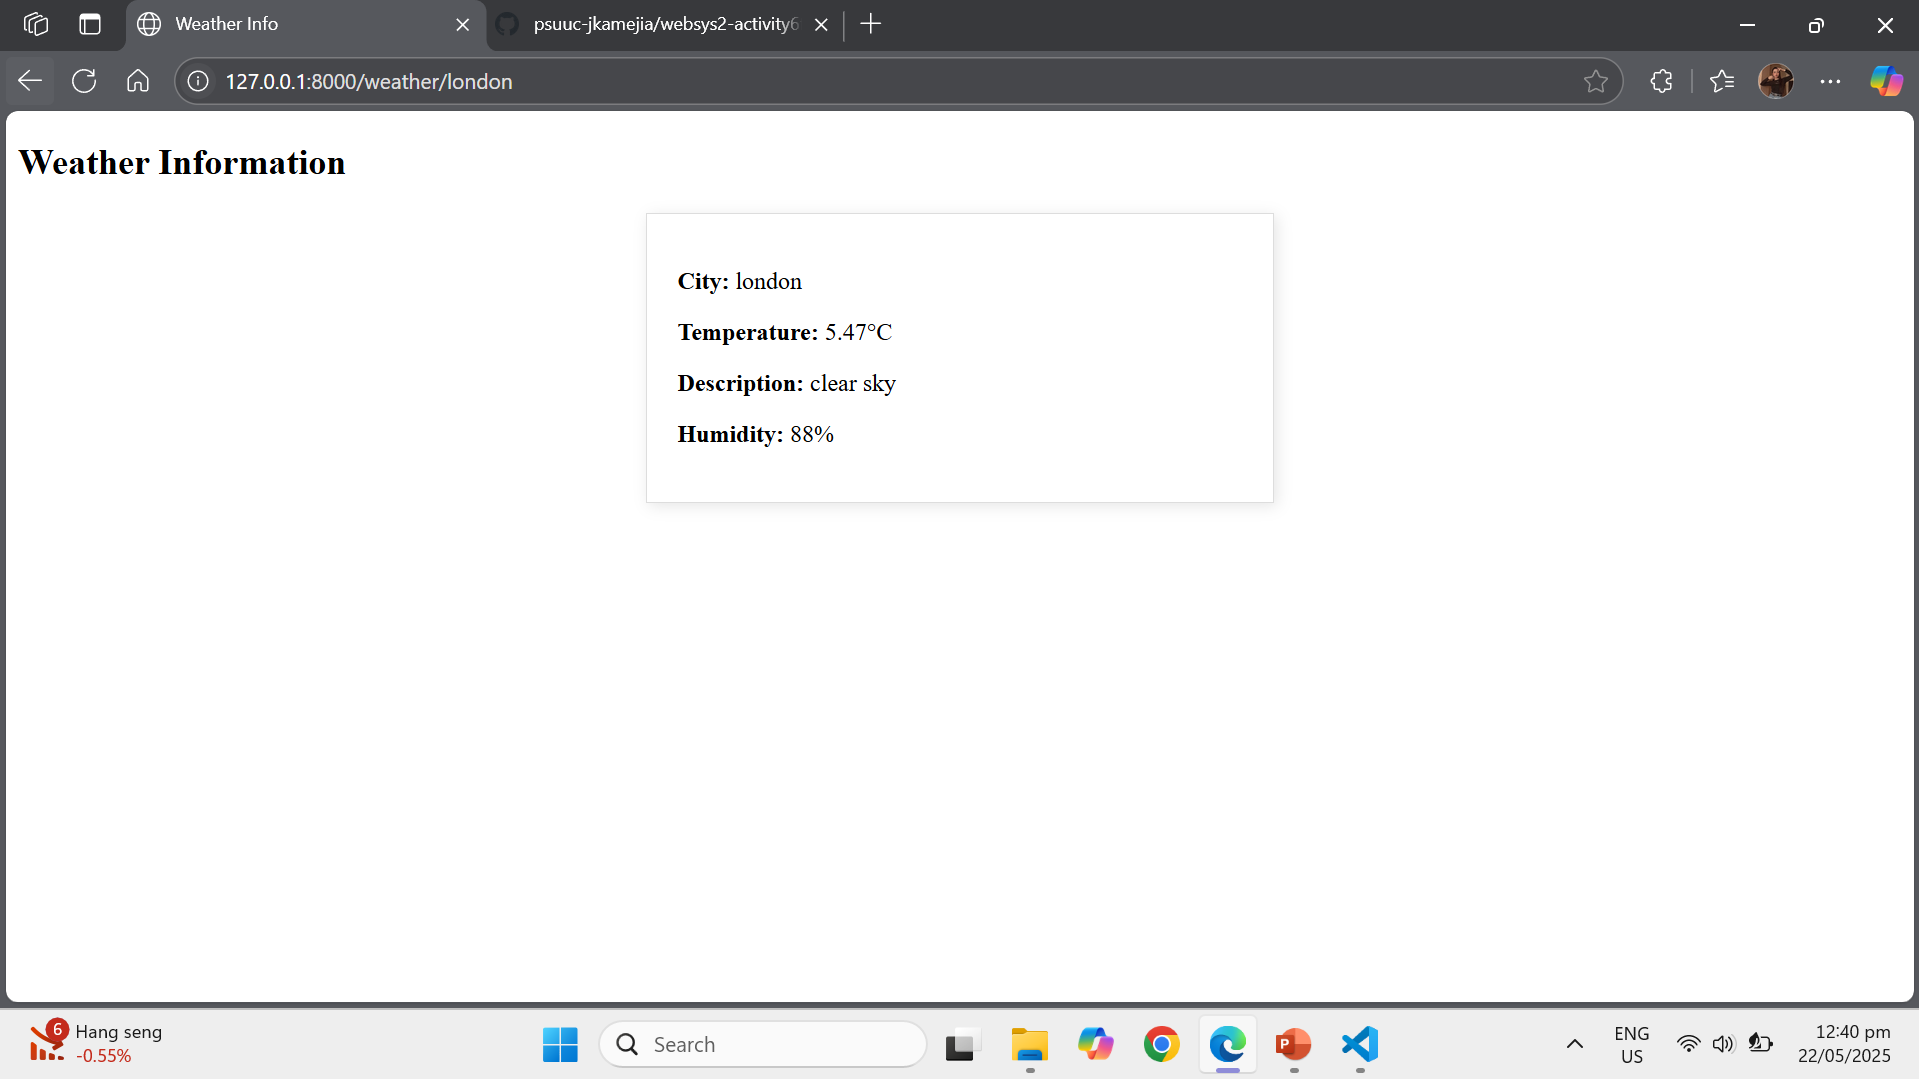 Weather Info
psuuc-jkamejia/websys2-activity6
127.0.0.1:8000/weather/london
Weather Information
City: london
Temperature: 5.47°C
Description: clear sky
Humidity: 88%
6
Hang seng
-0.55%
Search
P
ENG
US
12:40 pm
22/05/2025